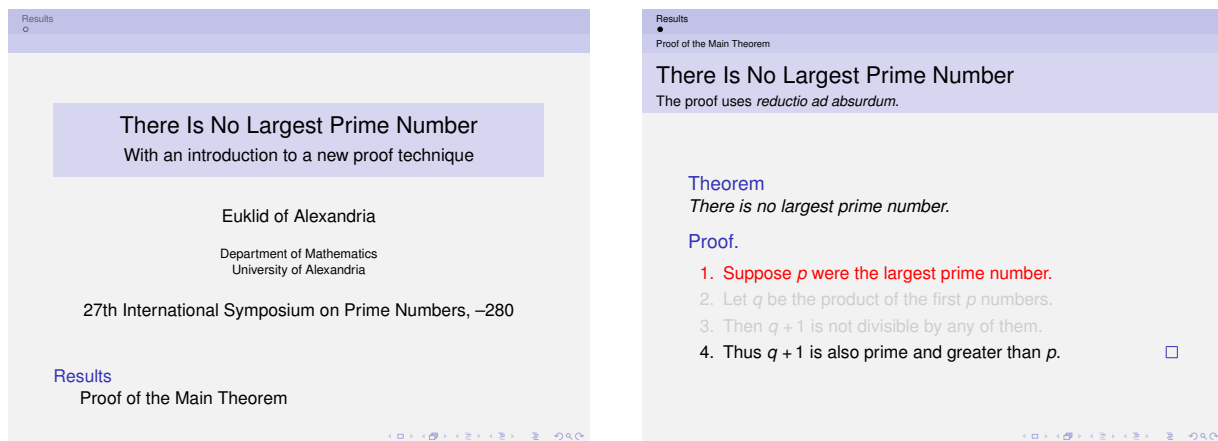 Results
There Is No Largest Prime Number
With an introduction to a new proof technique
Euklid of Alexandria
Department of Mathematics
University of Alexandria
27th International Symposium on Prime Numbers, –280
Results
Proof of the Main Theorem
Results
Proof of the Main Theorem
There Is No Largest Prime Number
The proof uses reductio ad absurdum.
Theorem
There is no largest prime number.
Proof.
1. Suppose p were the largest prime number.
2. Let q be the product of the first p numbers.
3. Then q + 1 is not divisible by any of them.
4. Thus q + 1 is also prime and greater than p.